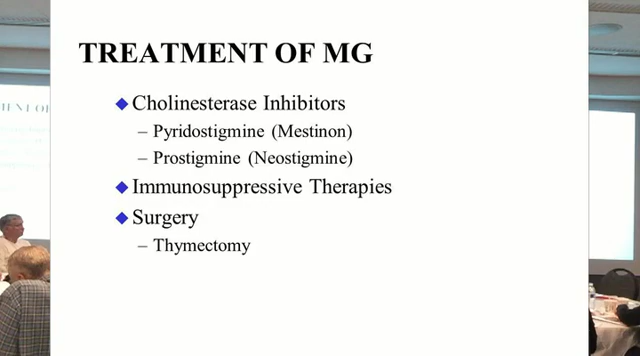 TREATMENT OF MG
Cholinesterase Inhibitors
– Pyridostigmine (Mestinon)
– Prostigmine (Neostigmine)
Immunosuppressive Therapies
Surgery
– Thymectomy